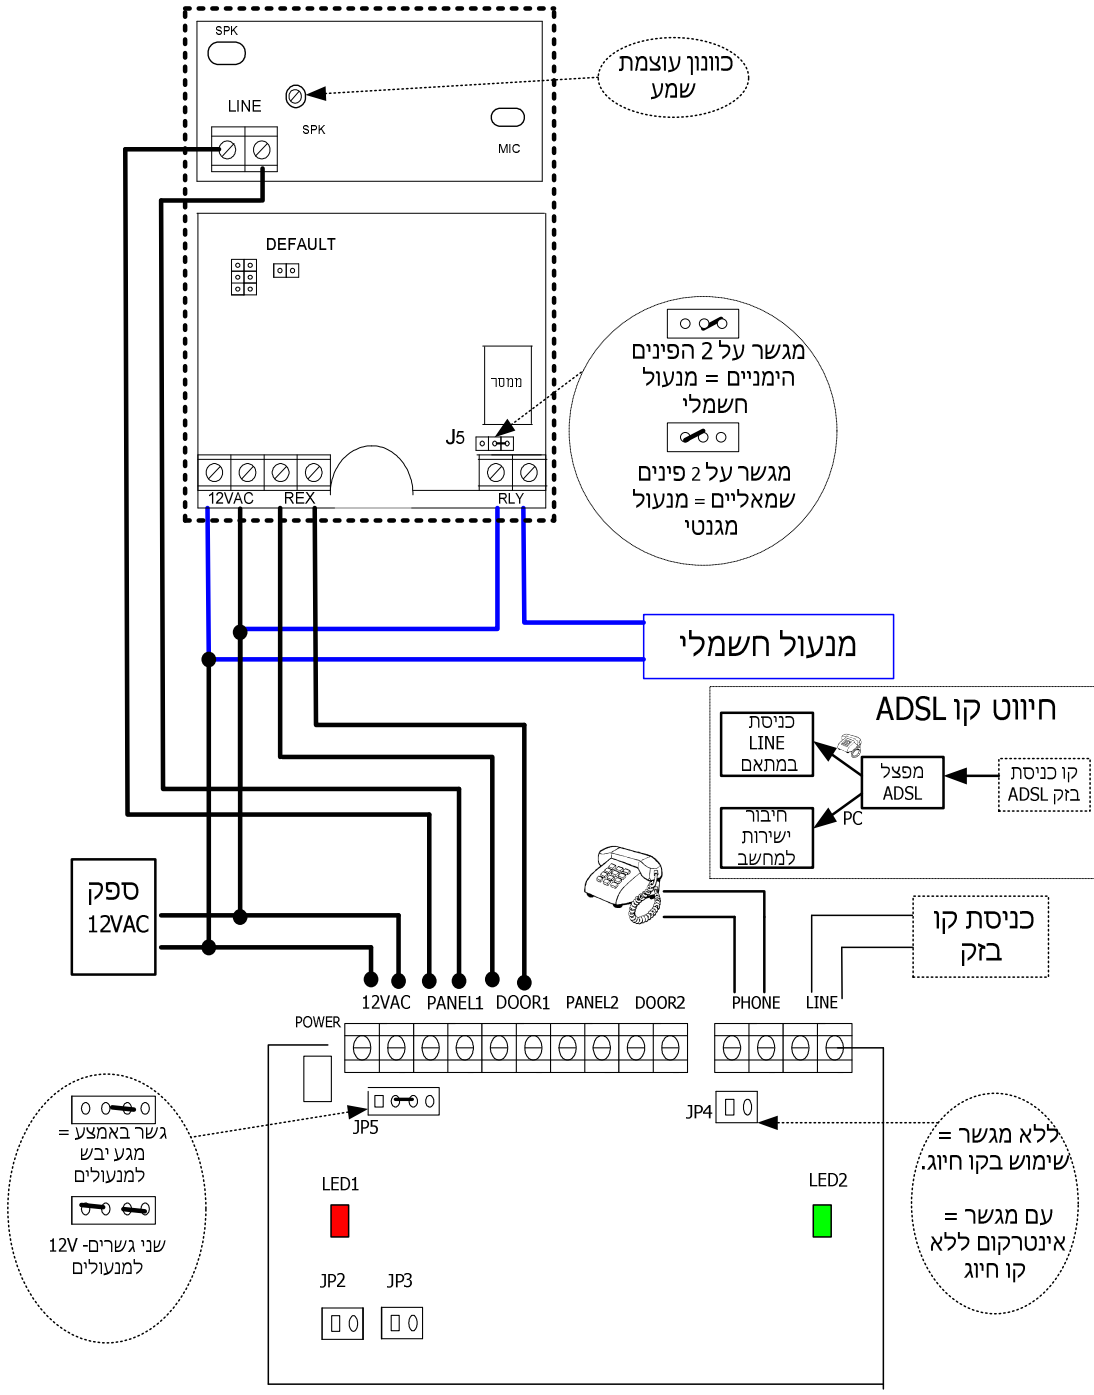 SPK
כוונון עוצמת
שמע
LINE
SPK
MIC
DEFAULT
מגשר על 2 הפינים
הימניים = מנעול
חשמלי
ממסר
J5
מגשר על 2 פינים
שמאליים = מנעול
מגנטי
12VAC
REX
RLY
מנעול חשמלי
חיווט קו ADSL
כניסת
LINE
במתאם
מפצל
ADSL
קו כניסת
בזק ADSL
PC
חיבור
ישירות
למחשב
ספק
12VAC
כניסת קו
בזק
12VAC
PANEL1
DOOR1
PANEL2
DOOR2
PHONE
LINE
POWER
JP5
JP4
גשר באמצע =
מגע יבש
למנעולים
שני גשרים- 12V
למנעולים
ללא מגשר =
שימוש בקו חיוג.
עם מגשר =
אינטרקום ללא
קו חיוג
LED1
LED2
JP2
JP3